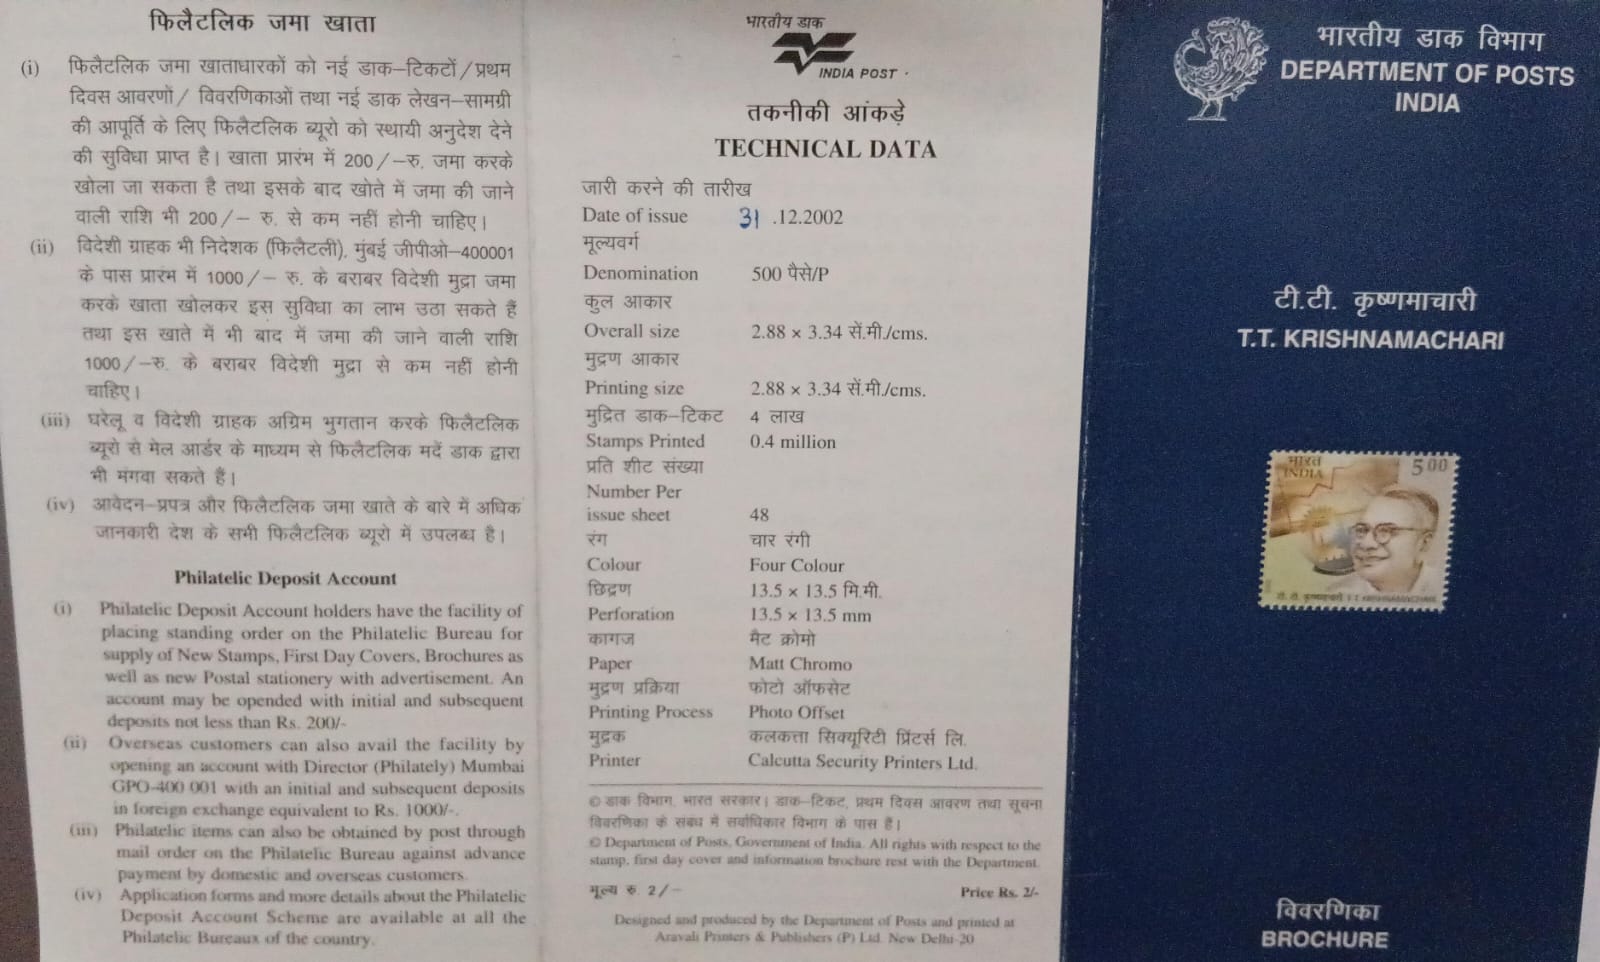 फिलैटलिक जमा खाता
(i) फिलैटलिक जमा खाताधारकों को नई डाक–टिकटों/प्रथम
दिवस आवरणों/ विवरणिकाओं तथा नई डाक लेखन–सामग्री
की आपूर्ति के लिए फिलैटलिक ब्यूरो को स्थायी अनुदेश देने
की सुविधा प्राप्त है। खाता प्रारंभ में 200/–रु. जमा करके
खोला जा सकता है तथा इसके बाद खोते में जमा की जाने
वाली राशि भी 200/– रु. से कम नहीं होनी चाहिए।
(ii) विदेशी ग्राहक भी निदेशक (फिलैटली), मुंबई जीपीओ–400001
के पास प्रारंभ में 1000/– रु. के बराबर विदेशी मुद्रा जमा
करके खाता खोलकर इस सुविधा का लाभ उठा सकते हैं
तथा इस खाते में भी बाद में जमा की जाने वाली राशि
1000/–रु. के बराबर विदेशी मुद्रा से कम नहीं होनी
चाहिए।
(iii) घरेलू व विदेशी ग्राहक अग्रिम भुगतान करके फिलैटलिक
ब्यूरो से मेल आर्डर के माध्यम से फिलैटलिक मदें डाक द्वारा
भी मंगवा सकते हैं।
(iv) आवेदन–प्रपत्र और फिलैटलिक जमा खाते के बारे में अधिक
जानकारी देश के सभी फिलैटलिक ब्यूरो में उपलब्ध है।
Philatelic Deposit Account
(i) Philatelic Deposit Account holders have the facility of
placing standing order on the Philatelic Bureau for
supply of New Stamps, First Day Covers, Brochures as
well as new Postal stationery with advertisement. An
account may be opended with initial and subsequent
deposits not less than Rs. 200/-
(ii) Overseas customers can also avail the facility by
opening an account with Director (Philately) Mumbai
GPO-400 001 with an initial and subsequent deposits
in foreign exchange equivalent to Rs. 1000/-.
(iii) Philatelic items can also be obtained by post through
mail order on the Philatelic Bureau against advance
payment by domestic and overseas customers.
(iv) Application forms and more details about the Philatelic
Deposit Account Scheme are available at all the
Philatelic Bureaux of the country.
भारतीय डाक
INDIA POST
तकनीकी आंकड़े
TECHNICAL DATA
जारी करने की तारीख
Date of issue 31 .12.2002
मूल्यवर्ग
Denomination 500 पैसे/P
कुल आकार
Overall size 2.88 × 3.34 सें.मी./cms.
मुद्रण आकार
Printing size 2.88 × 3.34 सें.मी./cms.
मुद्रित डाक–टिकट 4 लाख
Stamps Printed 0.4 million
प्रति शीट संख्या
Number Per
issue sheet 48
रंग चार रंगी
Colour Four Colour
छिद्रण 13.5 × 13.5 मि.मी.
Perforation 13.5 × 13.5 mm
कागज मैट क्रोमो
Paper Matt Chromo
मुद्रण प्रक्रिया फोटो ऑफसेट
Printing Process Photo Offset
मुद्रक कलकत्ता सिक्यूरिटी प्रिंटर्स लि.
Printer Calcutta Security Printers Ltd.
© डाक विभाग, भारत सरकार। डाक–टिकट, प्रथम दिवस आवरण तथा सूचना
विवरणिका के संबंध में सर्वाधिकार विभाग के पास है।
© Department of Posts, Government of India. All rights with respect to the
stamp, first day cover and information brochure rest with the Department.
मूल्य रु. 2/– Price Rs. 2/-
Designed and produced by the Department of Posts and printed at
Aravali Printers & Publishers (P) Ltd. New Delhi-20
भारतीय डाक विभाग
DEPARTMENT OF POSTS
INDIA
टी.टी. कृष्णमाचारी
T.T. KRISHNAMACHARI
भारत 5 00
INDIA
टी. टी. कृष्णमाचारी T. T. KRISHNAMACHARI
विवरणिका
BROCHURE